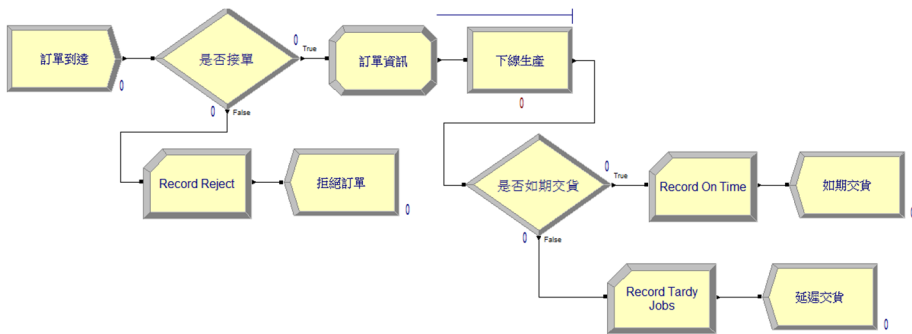 訂單到達
0
是否接單
0
True
0
False
訂單資訊
下線生產
0
Record Reject
拒絕訂單
0
是否如期交貨
0
True
0
False
Record On Time
如期交貨
0
Record Tardy
Jobs
延遲交貨
0